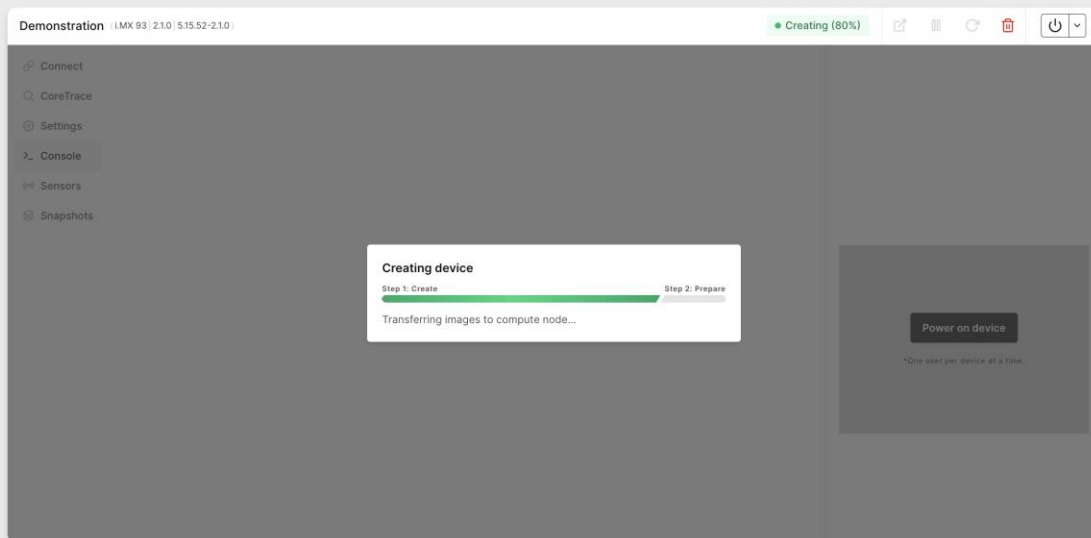 Demonstration (i.MX 93 | 2.1.0 | 5.15.52-2.1.0)
Creating (80%)
Connect
CoreTrace
Settings
Console
Sensors
Snapshots
Creating device
Step 1: Create
Step 2: Prepare
Transferring images to compute node...
Power on device
*One user per device at a time.